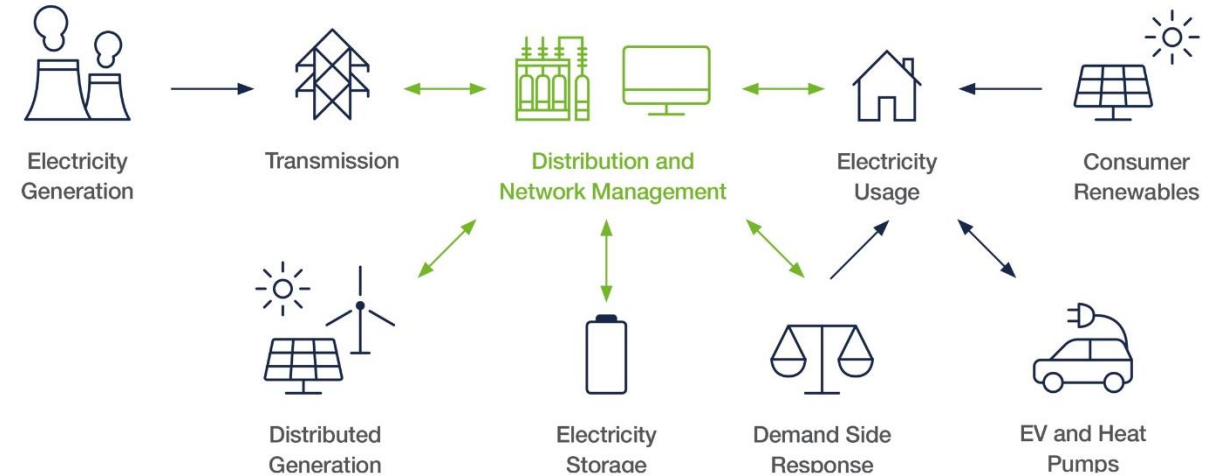 Electricity
Generation
Transmission
Distribution and
Network Management
Electricity
Usage
Consumer
Renewables
Distributed
Generation
Electricity
Storage
Demand Side
Response
EV and Heat
Pumps